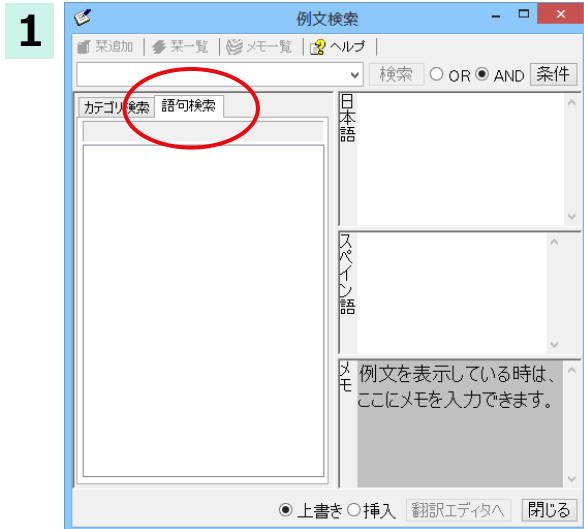 1
例文検索
栞追加 栞一覧 メモ一覧 ヘルプ
検索 OR AND 条件
カテゴリ検索 語句検索
日本語
スペイン語
メモ
例文を表示している時は、
ここにメモを入力できます。
上書き 挿入 翻訳エディタへ 閉じる